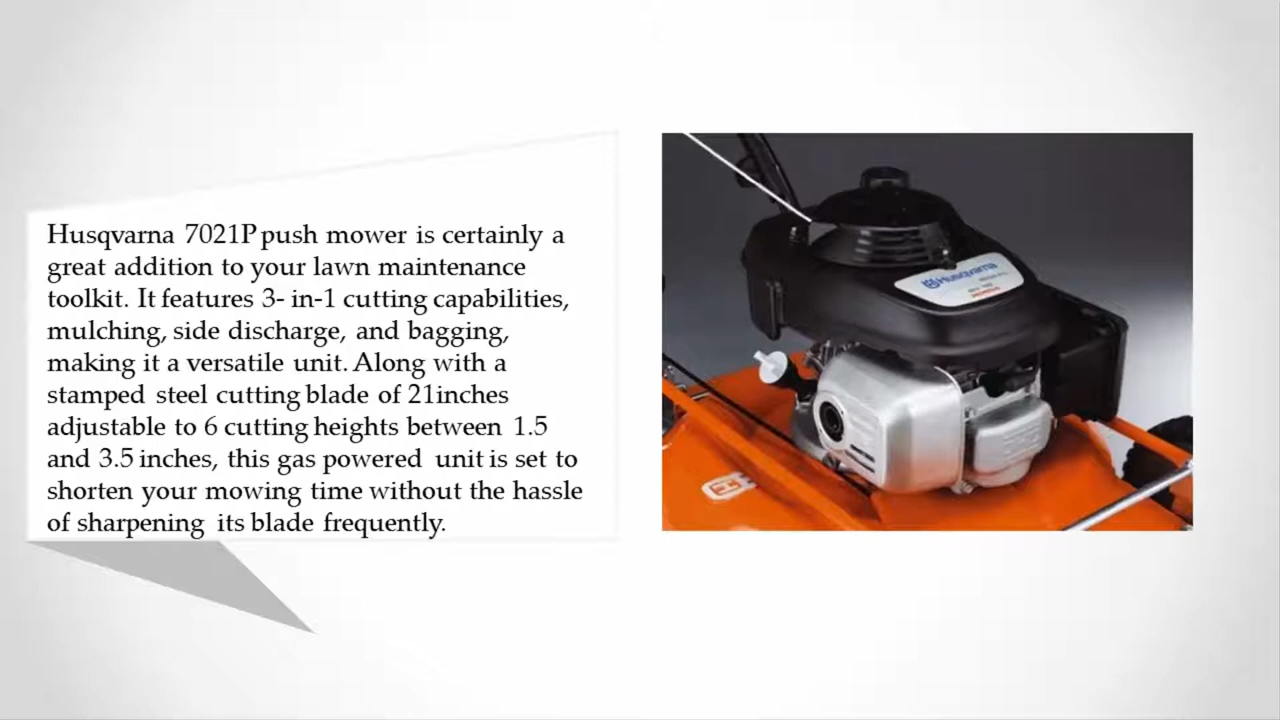 Husqvarna 7021P push mower is certainly a
great addition to your lawn maintenance
toolkit. It features 3- in-1 cutting capabilities,
mulching, side discharge, and bagging,
making it a versatile unit. Along with a
stamped steel cutting blade of 21inches
adjustable to 6 cutting heights between 1.5
and 3.5 inches, this gas powered unit is set to
shorten your mowing time without the hassle
of sharpening its blade frequently.
Husqvarna
HONDA